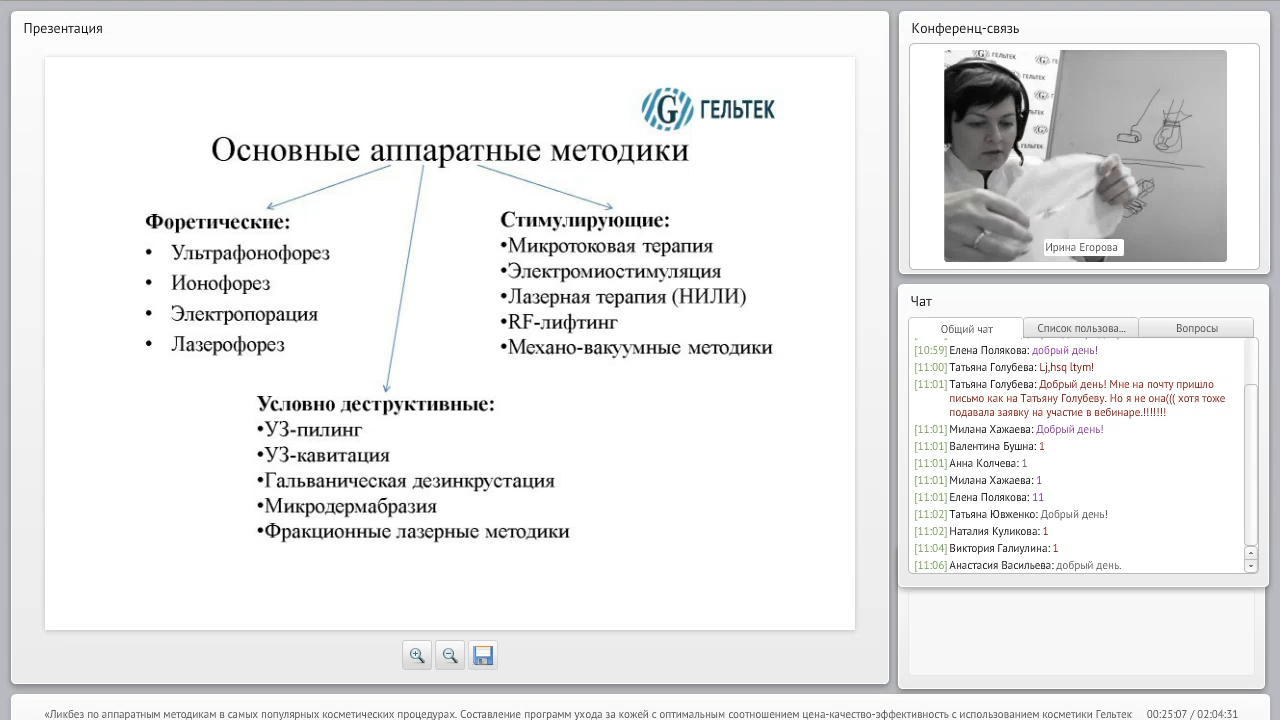 Презентация
ГЕЛЬТЕК
Основные аппаратные методики
Форетические:
• Ультрафонофорез
• Ионофорез
• Электропорация
• Лазерофорез
Стимулирующие:
•Микротоковая терапия
•Электромиостимуляция
•Лазерная терапия (НИЛИ)
•RF-лифтинг
•Механо-вакуумные методики
Условно деструктивные:
•УЗ-пилинг
•УЗ-кавитация
•Гальваническая дезинкрустация
•Микродермабразия
•Фракционные лазерные методики
Конференц-связь
ГЕЛЬТЕК
Ирина Егорова
Чат
Общий чат
Список пользова...
Вопросы
[10:59] Елена Полякова: добрый день!
[11:00] Татьяна Голубева: Lj,hsq ltym!
[11:01] Татьяна Голубева: Добрый день! Мне на почту пришло
письмо как на Татьяну Голубеву. Но я не она((( хотя тоже
подавала заявку на участие в вебинаре.!!!!!!!
[11:01] Милана Хажаева: Добрый день!
[11:01] Валентина Бушна: 1
[11:01] Анна Колчева: 1
[11:01] Милана Хажаева: 1
[11:01] Елена Полякова: 11
[11:02] Татьяна Ювженко: Добрый день!
[11:02] Наталия Куликова: 1
[11:04] Виктория Галиулина: 1
[11:06] Анастасия Васильева: добрый день.
«Ликбез по аппаратным методикам в самых популярных косметических процедурах. Составление программ ухода за кожей с оптимальным соотношением цена-качество-эффективность с использованием косметики Гельтек 00:25:07 / 02:04:31